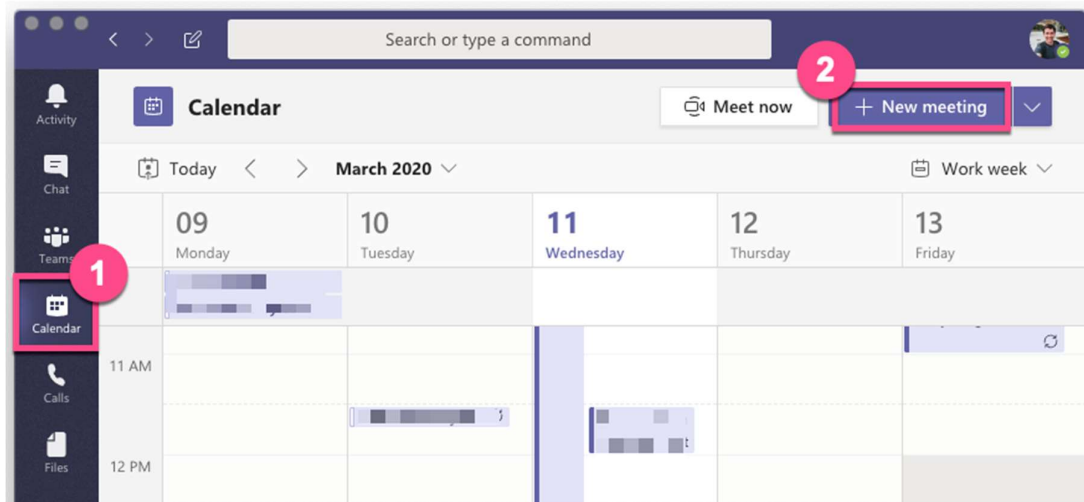 Search or type a command
2
Activity
Calendar
Meet now
+ New meeting
Chat
Today
March 2020
Work week
Teams
09
10
11
12
13
Monday
Tuesday
Wednesday
Thursday
Friday
1
Calendar
11 AM
Calls
Files
12 PM